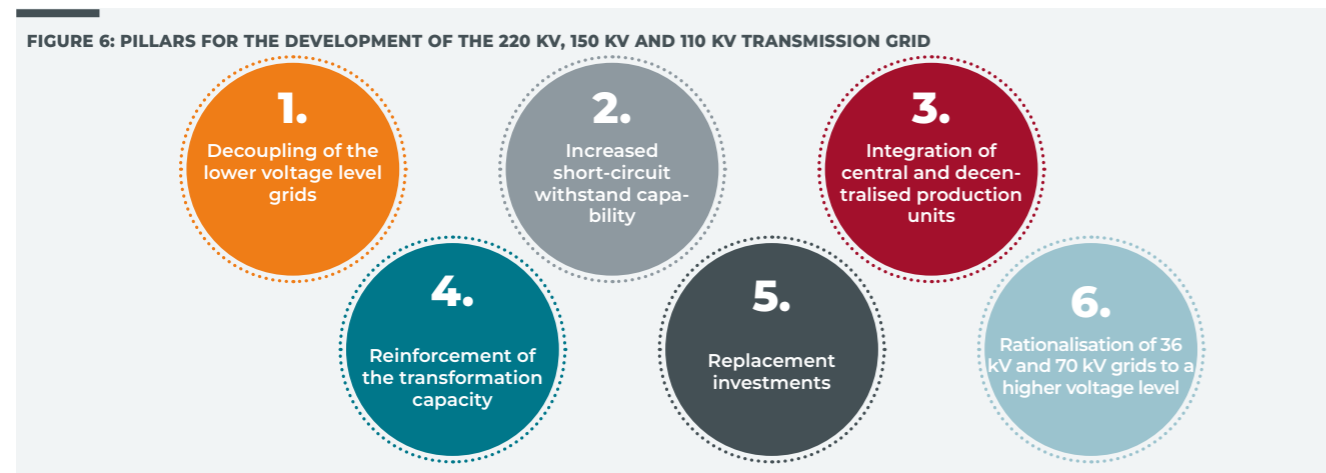 FIGURE 6: PILLARS FOR THE DEVELOPMENT OF THE 220 KV, 150 KV AND 110 KV TRANSMISSION GRID
1.
Decoupling of the
lower voltage level
grids
2.
Increased
short-circuit
withstand capa-
bility
3.
Integration of
central and decen-
tralised production
units
4.
Reinforcement of
the transformation
capacity
5.
Replacement
investments
6.
Rationalisation of 36
kV and 70 kV grids to a
higher voltage level